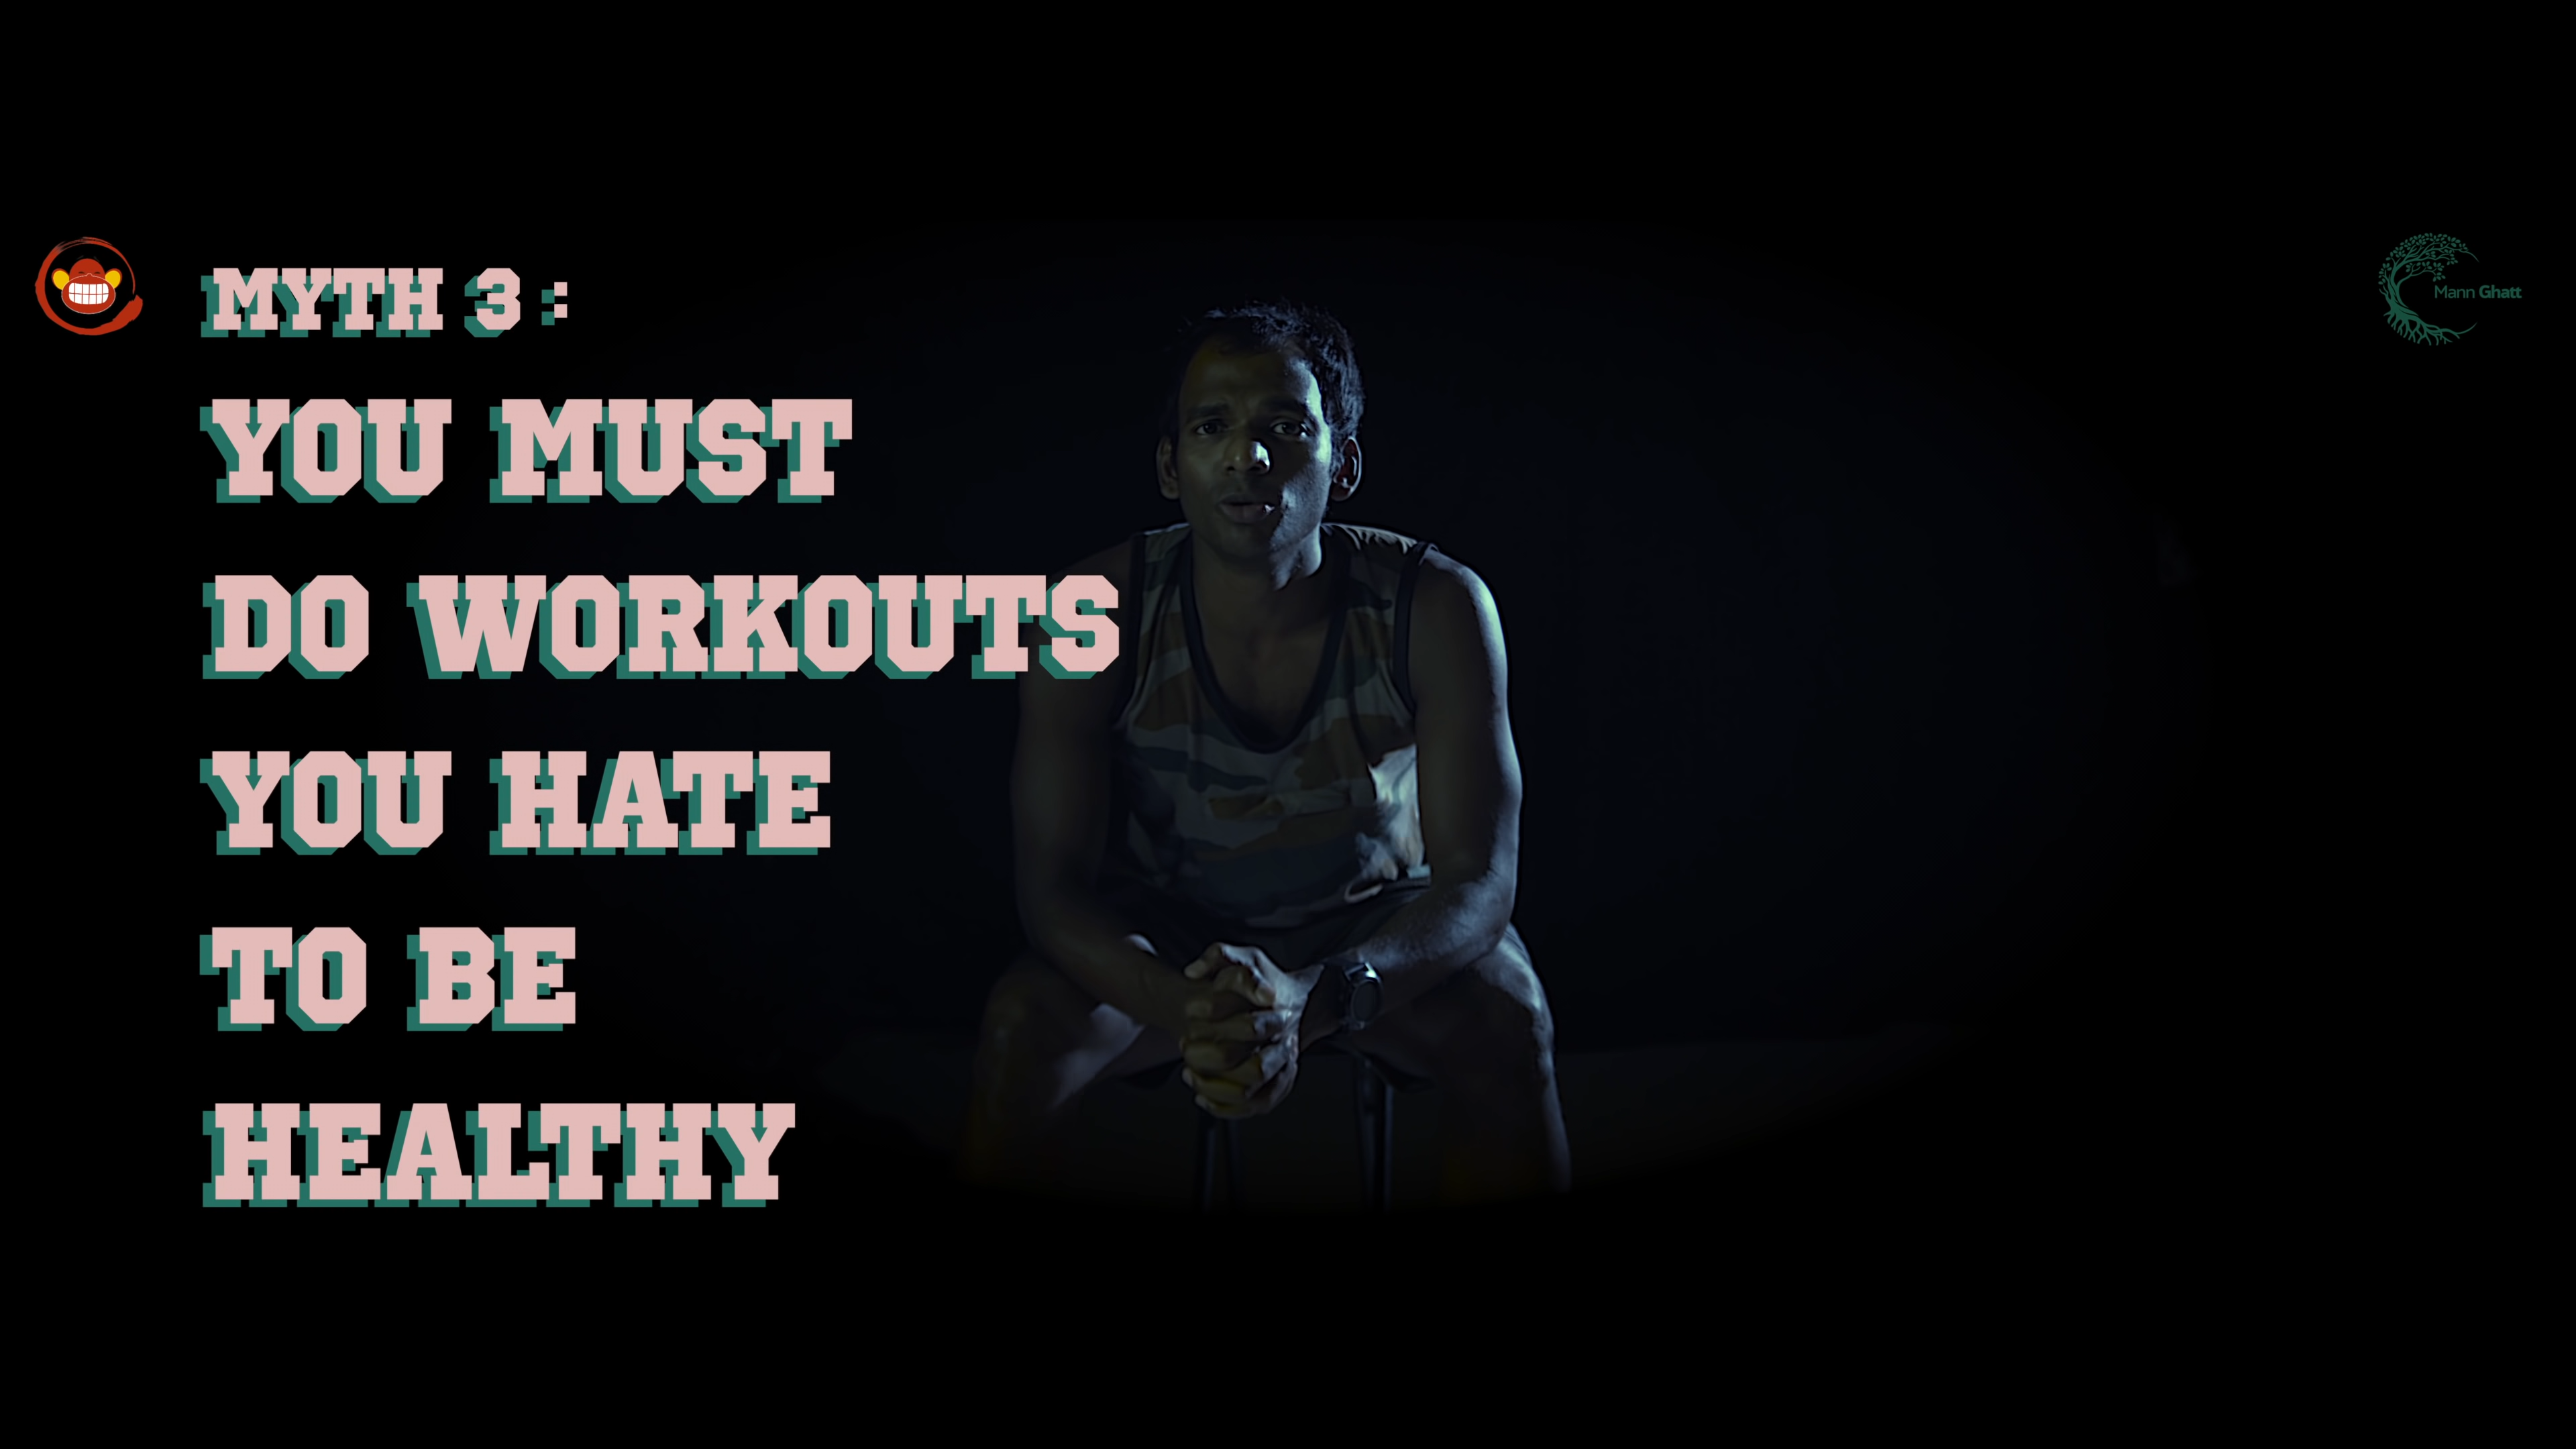 MYTH 3 :
YOU MUST
DO WORKOUTS
YOU HATE
TO BE
HEALTHY
Mann Ghatt